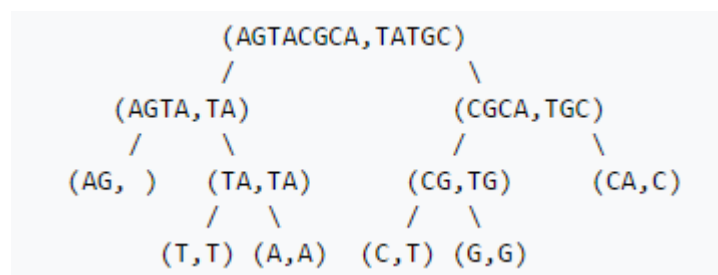 (AGTACGCA,TATGC)
/ \
(AGTA,TA) (CGCA,TGC)
/ \ / \
(AG, ) (TA,TA) (CG,TG) (CA,C)
/ \ / \
(T,T) (A,A) (C,T) (G,G)